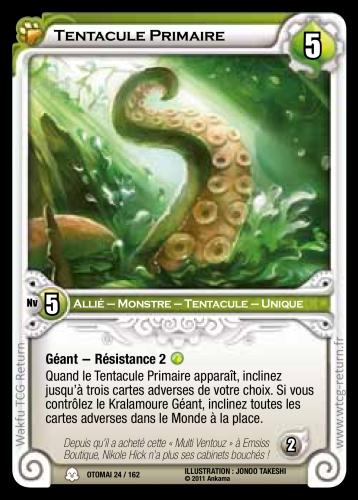 TENTACULE PRIMAIRE
5
Nv 5
ALLIÉ – MONSTRE – TENTACULE – UNIQUE
Géant – Résistance 2
Quand le Tentacule Primaire apparaît, inclinez
jusqu'à trois cartes adverses de votre choix. Si vous
contrôlez le Kralamoure Géant, inclinez toutes les
cartes adverses dans le Monde à la place.
Depuis qu'il a acheté cette « Multi Ventouz » à Emsiss
Boutique, Nikole Hick n'a plus ses cabinets bouchés !
2
OTOMAI 24 / 162
ILLUSTRATION : JONOO TAKESHI
© 2011 Ankama
Wakfu TCG Return
www.wtcg-return.fr